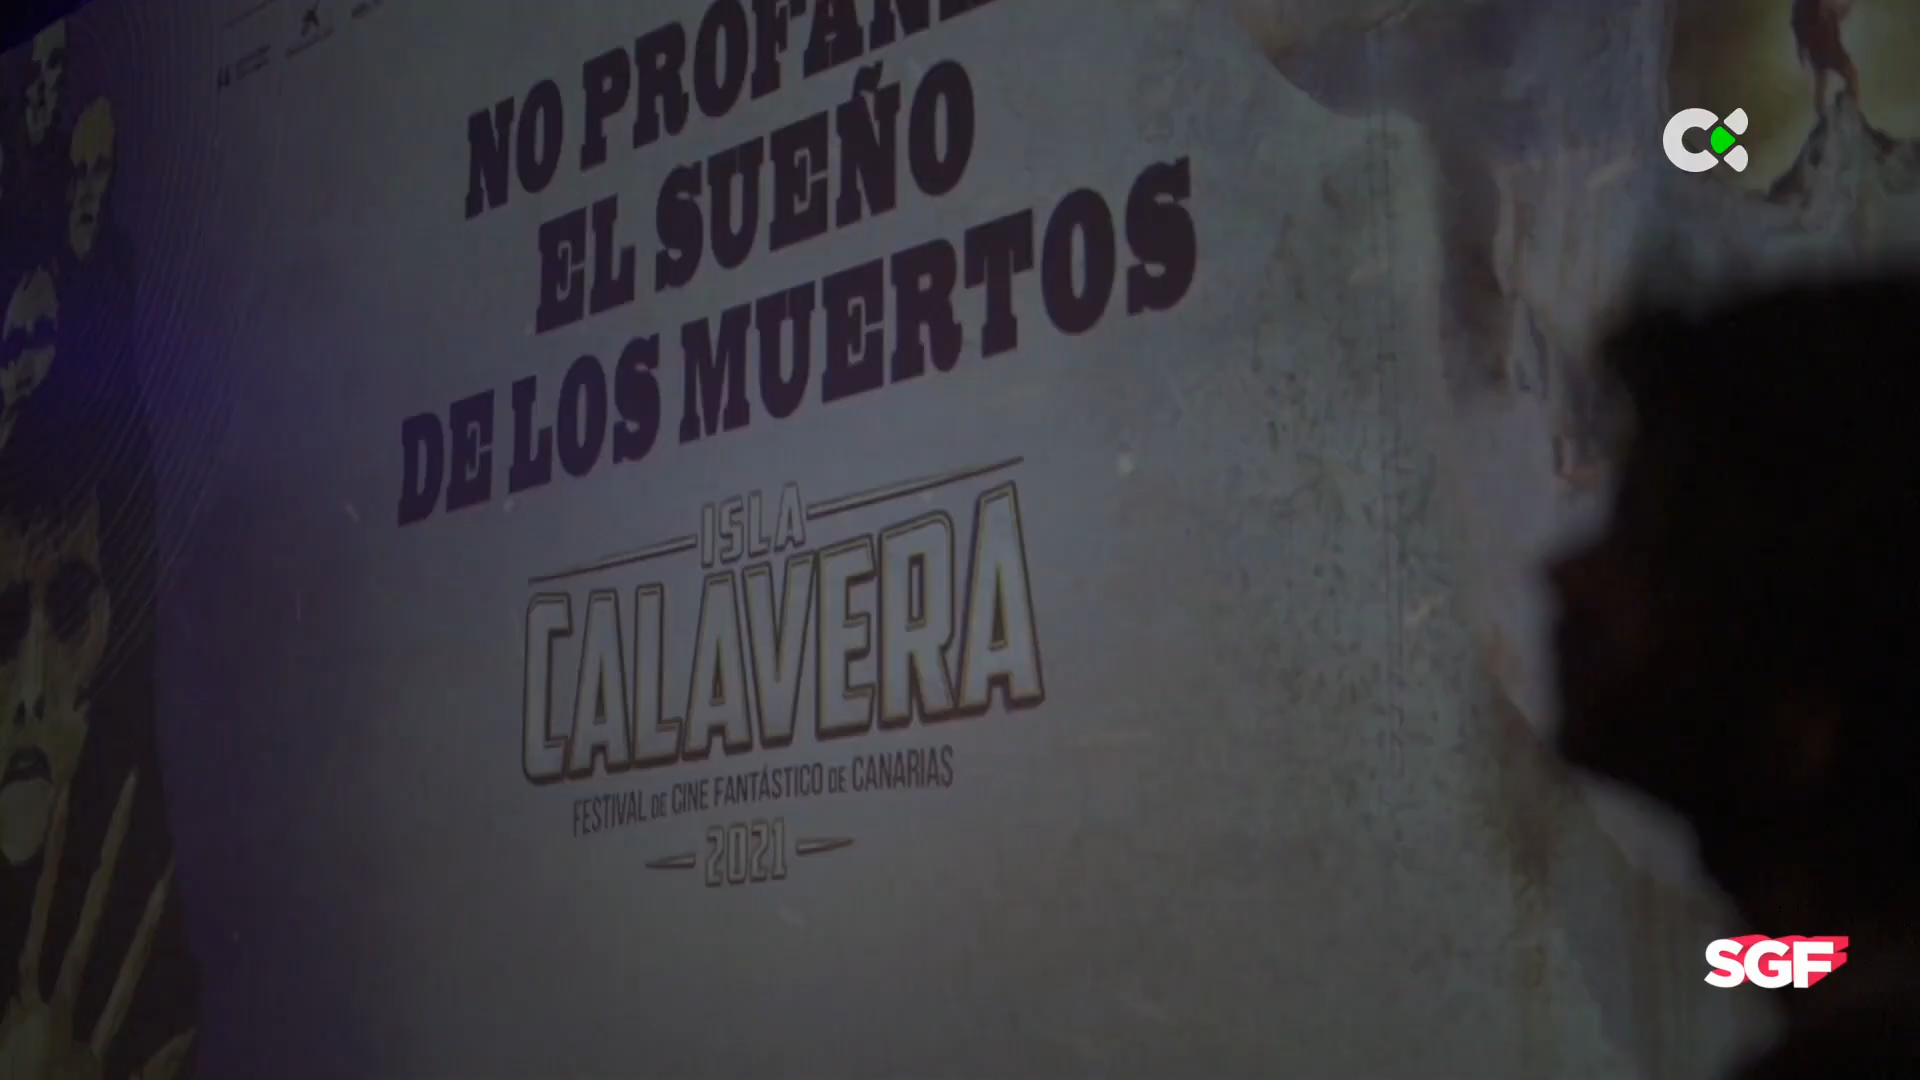 NO PROFAN
EL SUEÑO
DE LOS MUERTOS
ISLA
CALAVERA
FESTIVAL DE CINE FANTÁSTICO DE CANARIAS
2021
SGF